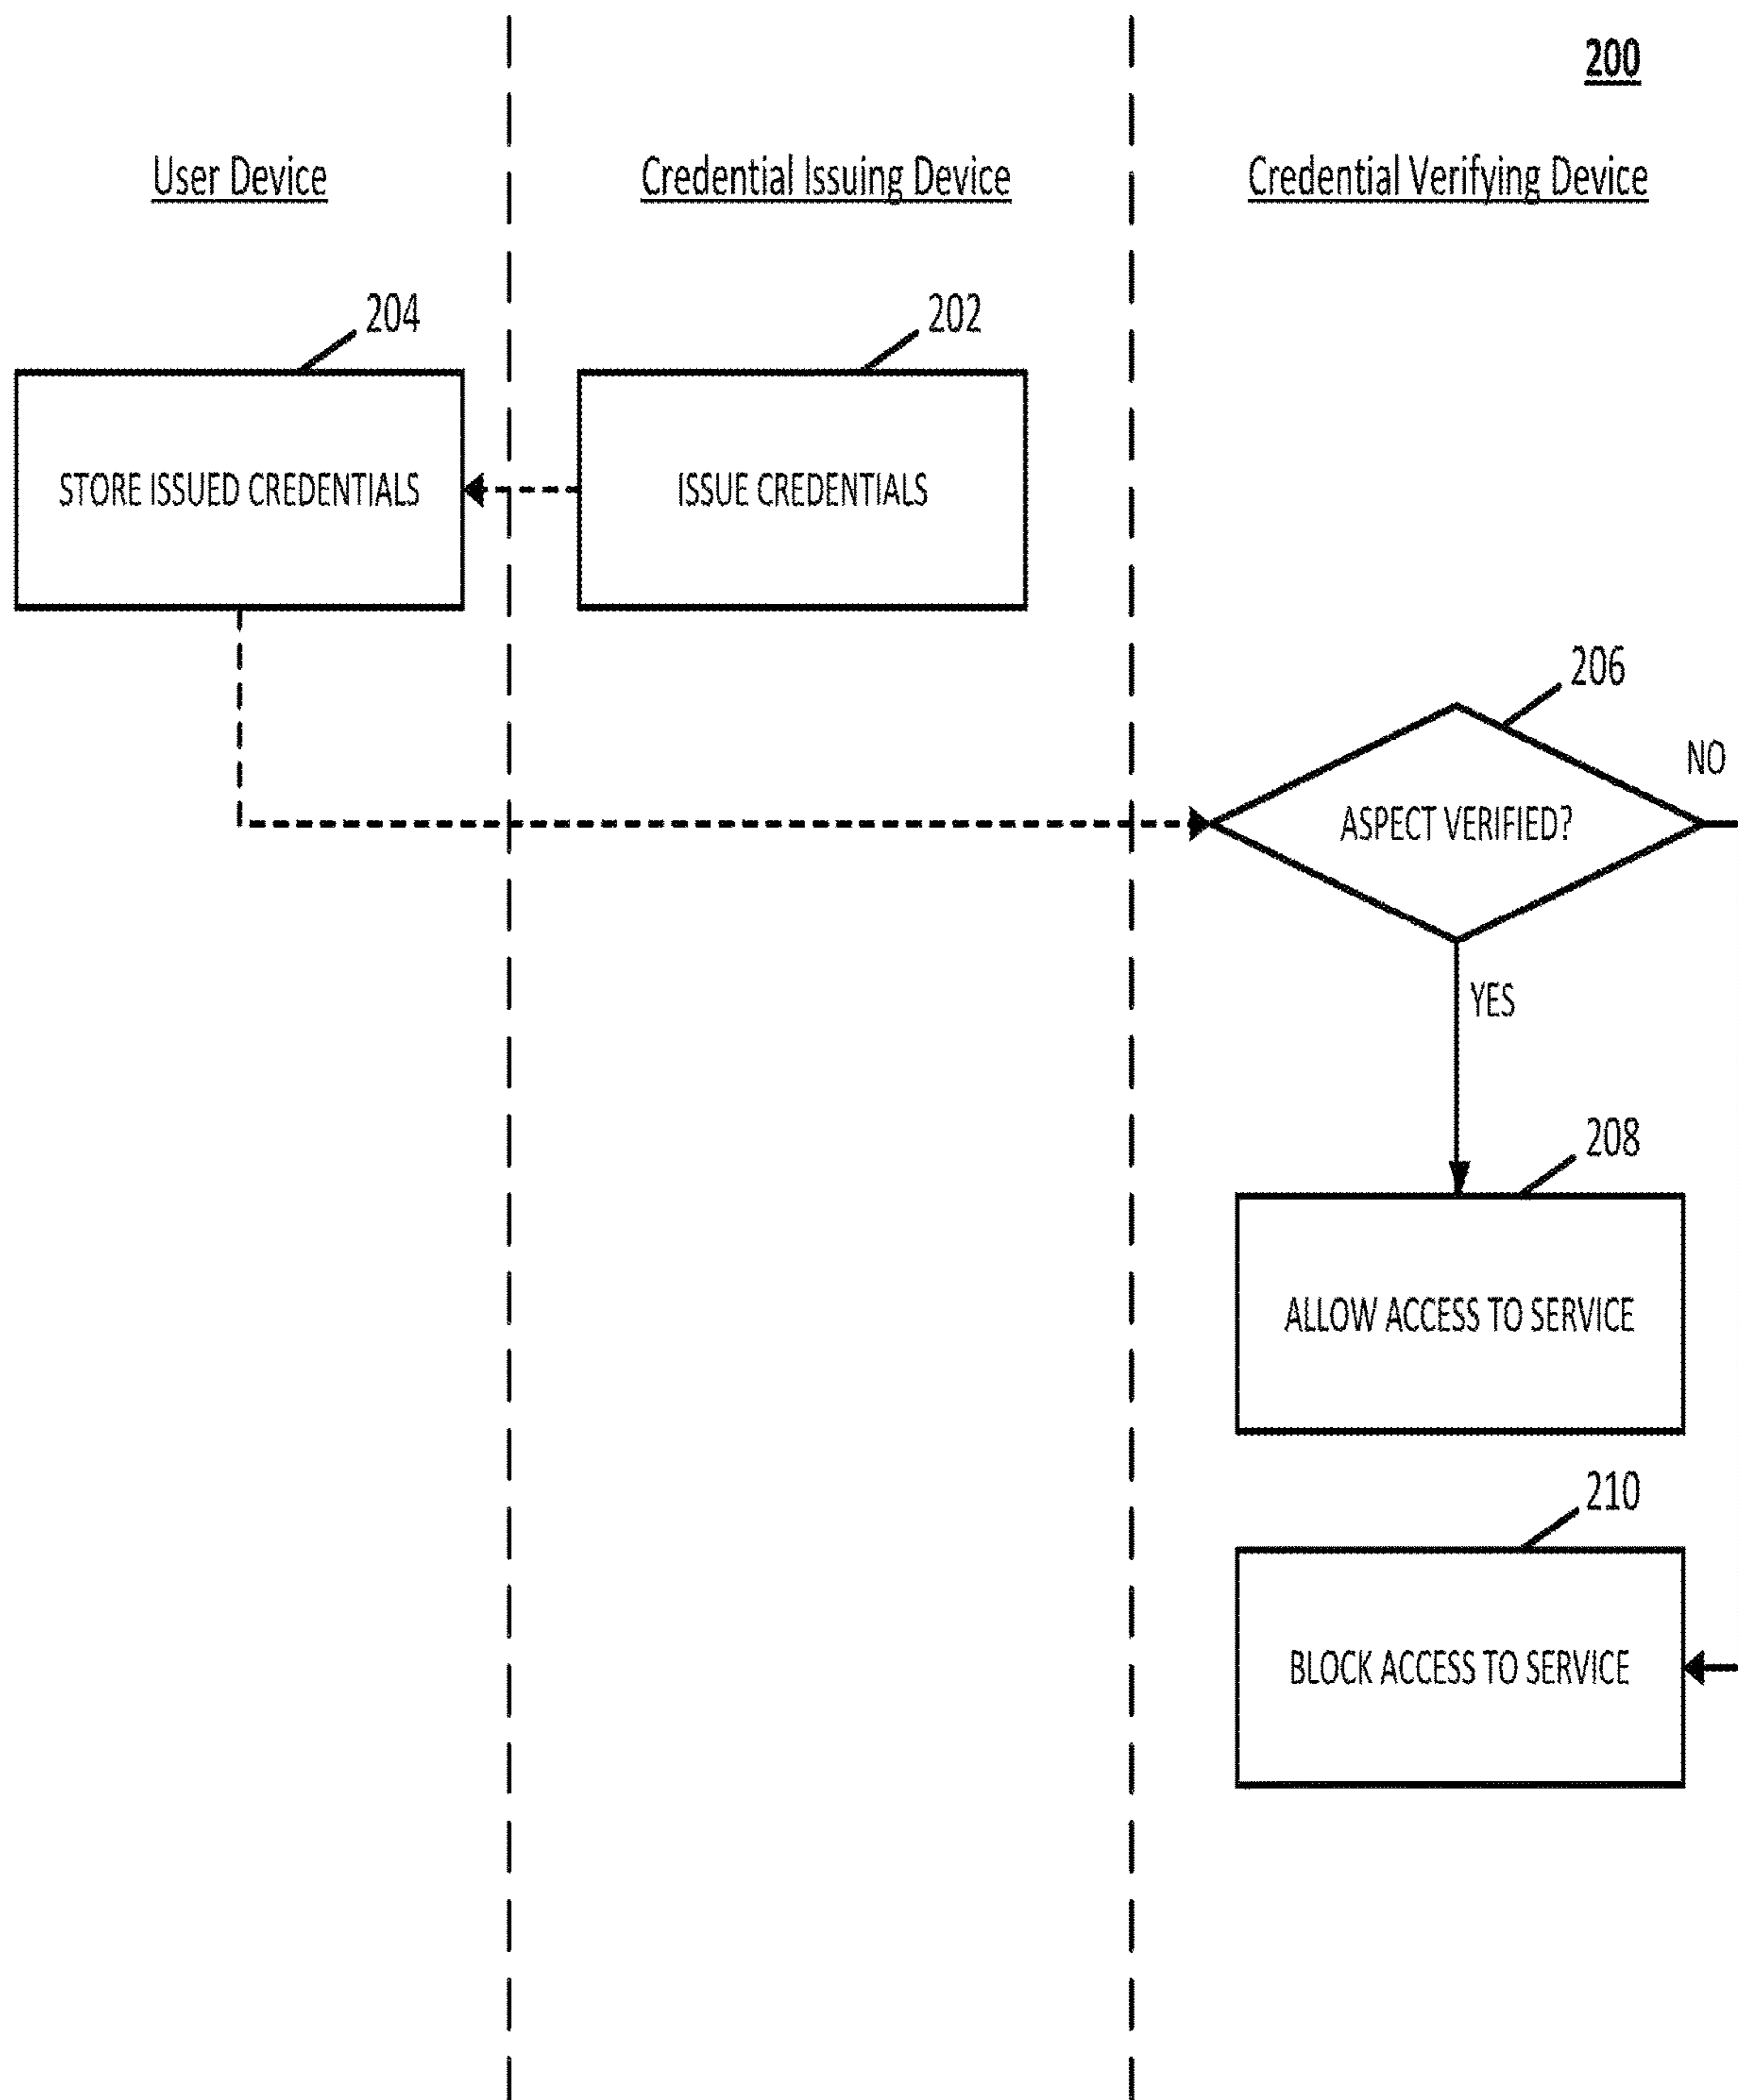 200
User Device
Credential Issuing Device
Credential Verifying Device
204
202
STORE ISSUED CREDENTIALS
ISSUE CREDENTIALS
206
NO
ASPECT VERIFIED?
YES
208
ALLOW ACCESS TO SERVICE
210
BLOCK ACCESS TO SERVICE